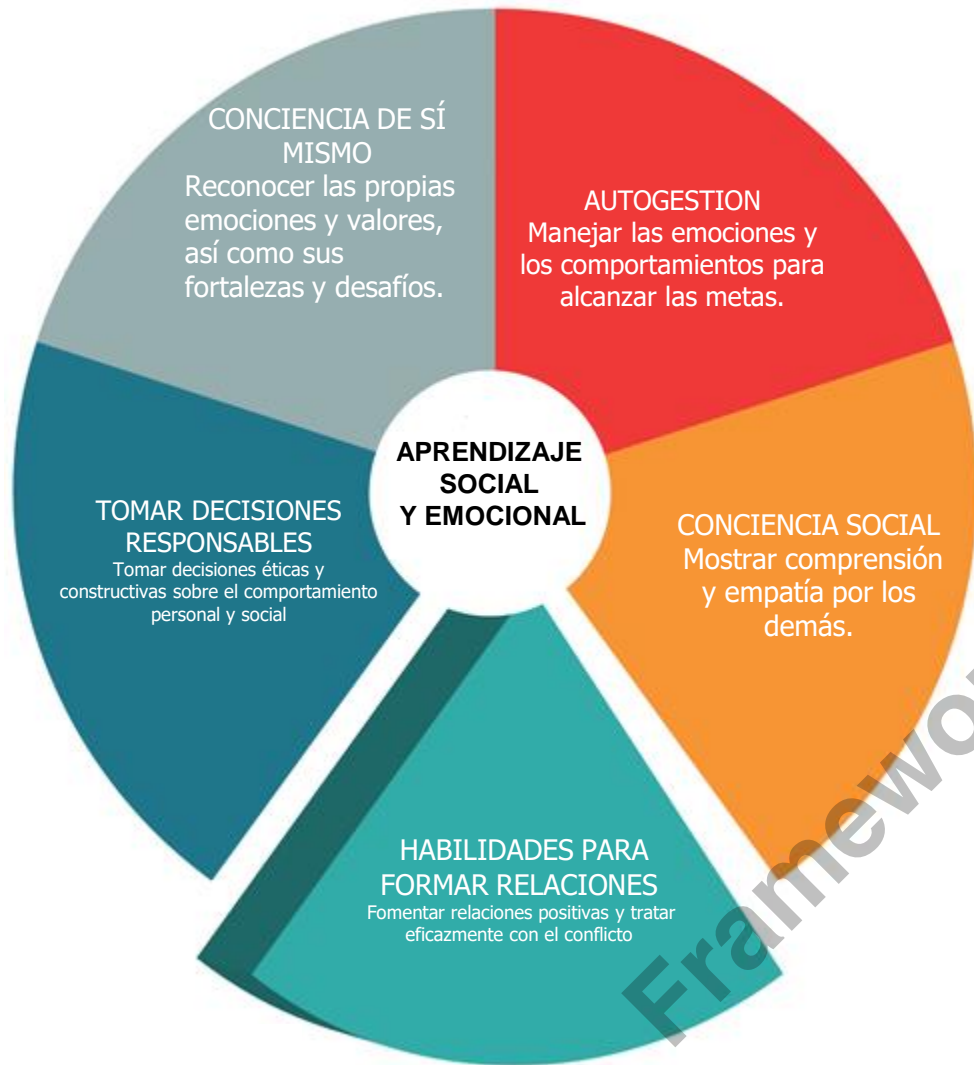 CONCIENCIA DE SÍ
MISMO
Reconocer las propias
emociones y valores,
así como sus
fortalezas y desafíos.
AUTOGESTION
Manejar las emociones y
los comportamientos para
alcanzar las metas.
APRENDIZAJE
SOCIAL
Y EMOCIONAL
TOMAR DECISIONES
RESPONSABLES
Tomar decisiones éticas y
constructivas sobre el comportamiento
personal y social
CONCIENCIA SOCIAL
Mostrar comprensión
y empatía por los
demás.
HABILIDADES PARA
FORMAR RELACIONES
Fomentar relaciones positivas y tratar
eficazmente con el conflicto